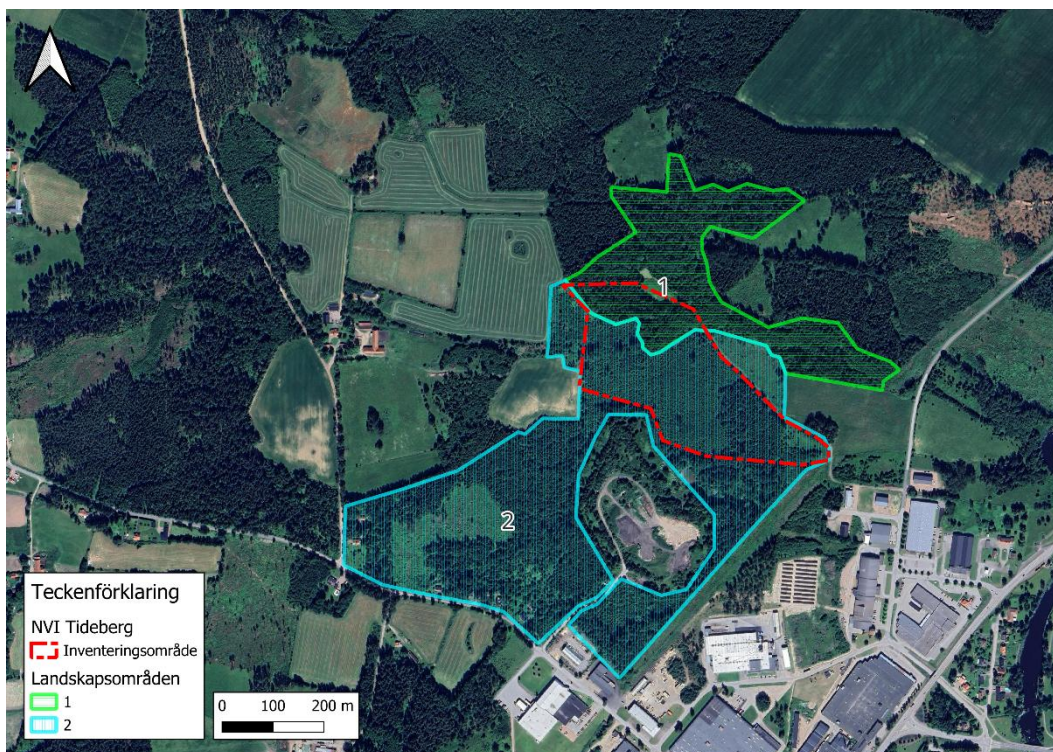 1
2
Teckenförklaring
NVI Tideberg
Inventeringsområde
Landskapsområden
1
2
0 100 200 m